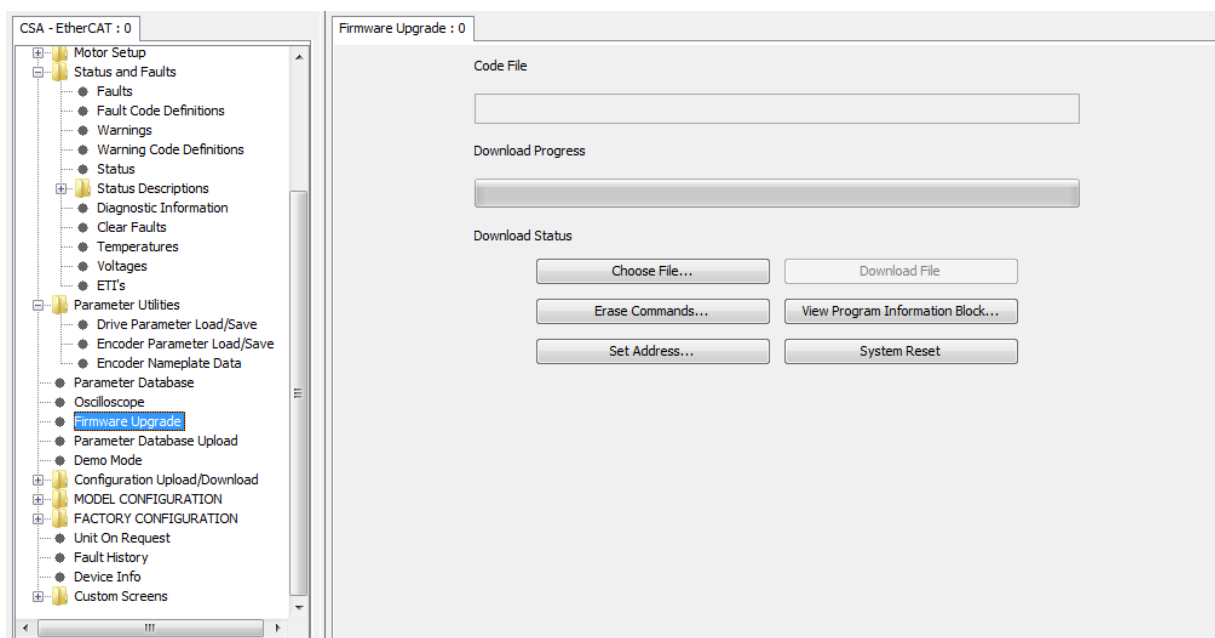 CSA - EtherCAT : 0
Motor Setup
Status and Faults
Faults
Fault Code Definitions
Warnings
Warning Code Definitions
Status
Status Descriptions
Diagnostic Information
Clear Faults
Temperatures
Voltages
ETI's
Parameter Utilities
Drive Parameter Load/Save
Encoder Parameter Load/Save
Encoder Nameplate Data
Parameter Database
Oscilloscope
Firmware Upgrade
Parameter Database Upload
Demo Mode
Configuration Upload/Download
MODEL CONFIGURATION
FACTORY CONFIGURATION
Unit On Request
Fault History
Device Info
Custom Screens
Firmware Upgrade : 0
Code File
Download Progress
Download Status
Choose File...
Download File
Erase Commands...
View Program Information Block...
Set Address...
System Reset